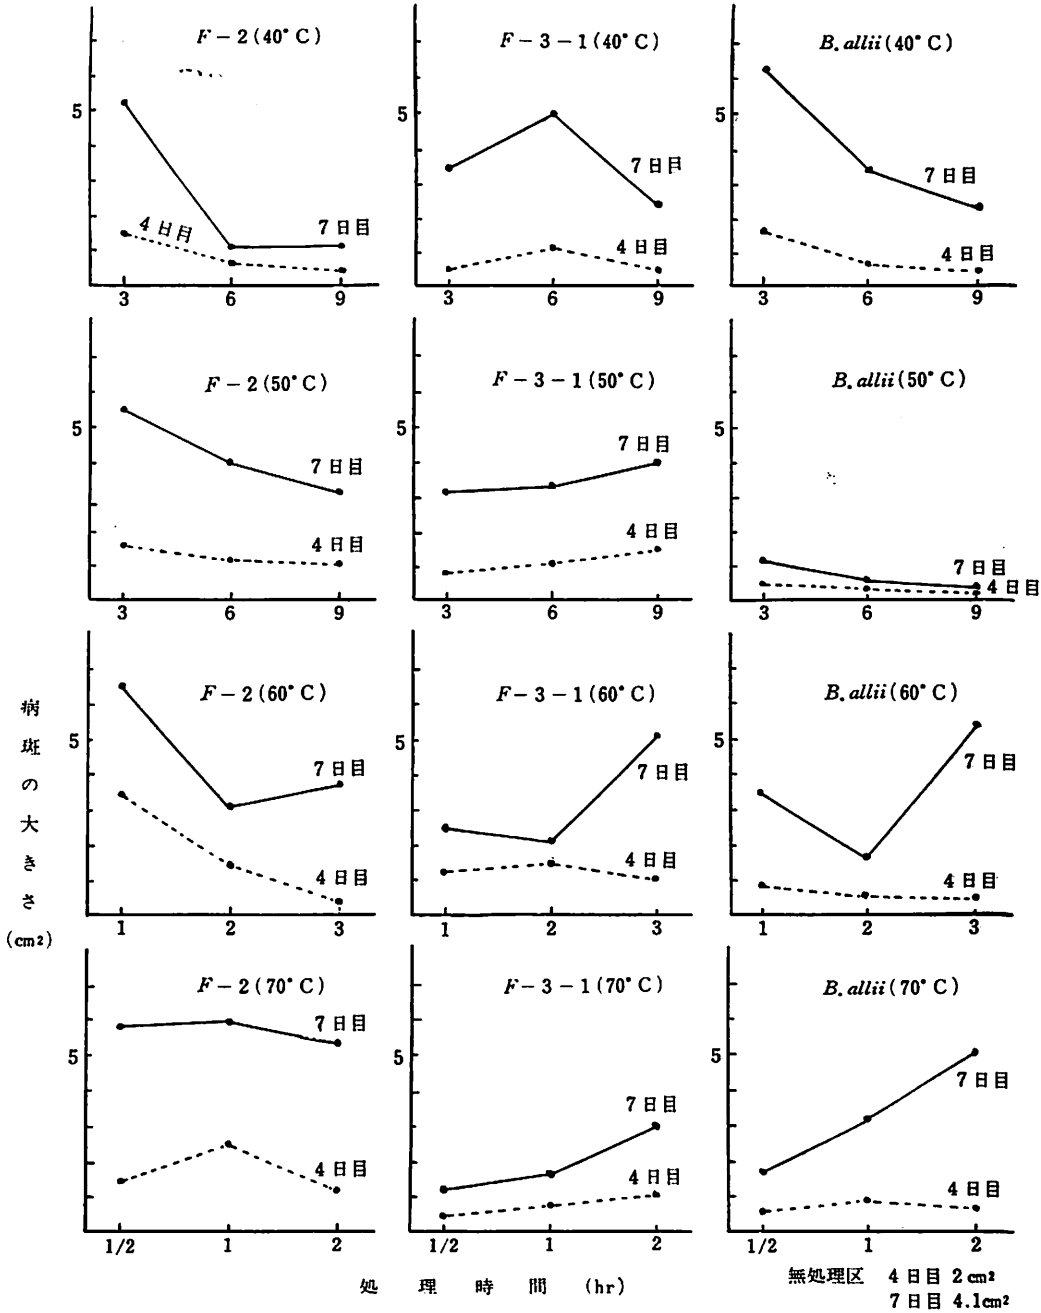 F－2(40°C)
5
4日目
7日目
3 6 9
F－3－1(40°C)
5
7日目
4日目
3 6 9
B. allii(40°C)
5
7日目
4日目
3 6 9
F－2(50°C)
5
7日目
4日目
3 6 9
F－3－1(50°C)
5
7日目
4日目
3 6 9
B. allii(50°C)
5
7日目
4日目
3 6 9
F－2(60°C)
5
7日目
4日目
1 2 3
F－3－1(60°C)
5
7日目
4日目
1 2 3
B. allii(60°C)
5
7日目
4日目
1 2 3
F－2(70°C)
5
7日目
4日目
1/2 1 2
F－3－1(70°C)
5
7日目
4日目
1/2 1 2
B. allii(70°C)
5
7日目
4日目
1/2 1 2
病斑の大きさ
(cm²)
処理時間 (hr)
無処理区 4日目 2cm²
7日目 4.1cm²